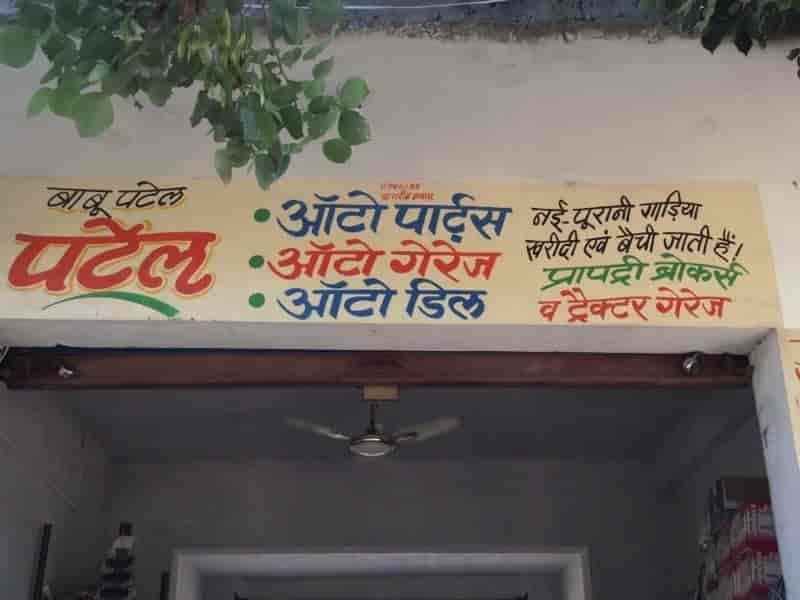 बाबू पटेल
पटेल
• ऑटो पार्ट्स
• ऑटो गेरेज
• ऑटो डिल
नई-पूरानी गाड़िया
खरीदी एवं बैची जाती हैं!
प्रापट्री ब्रोकर्स
व ट्रैक्टर गेरेज